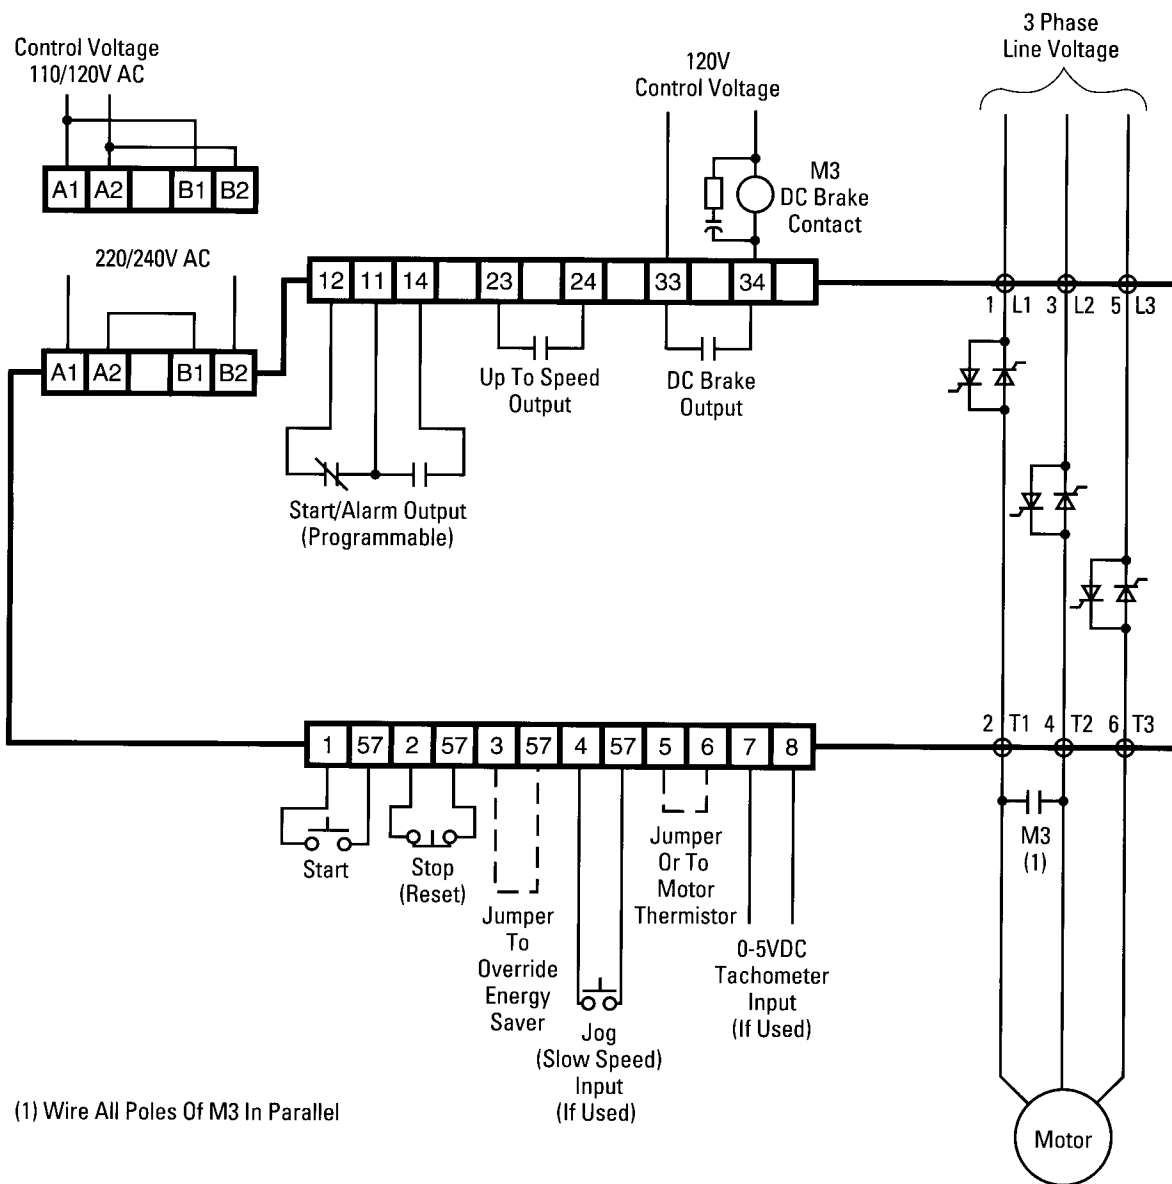 Control Voltage
110/120V AC
A1 A2 B1 B2
220/240V AC
A1 A2 B1 B2
120V
Control Voltage
M3
DC Brake
Contact
3 Phase
Line Voltage
12 11 14 23 24 33 34
1 L1 3 L2 5 L3
Up To Speed
Output
DC Brake
Output
Start/Alarm Output
(Programmable)
2 T1 4 T2 6 T3
1 57 2 57 3 57 4 57 5 6 7 8
Start
Stop
(Reset)
Jumper
To
Override
Energy
Saver
Jog
(Slow Speed)
Input
(If Used)
Jumper
Or To
Motor
Thermistor
0-5VDC
Tachometer
Input
(If Used)
M3
(1)
Motor
(1) Wire All Poles Of M3 In Parallel